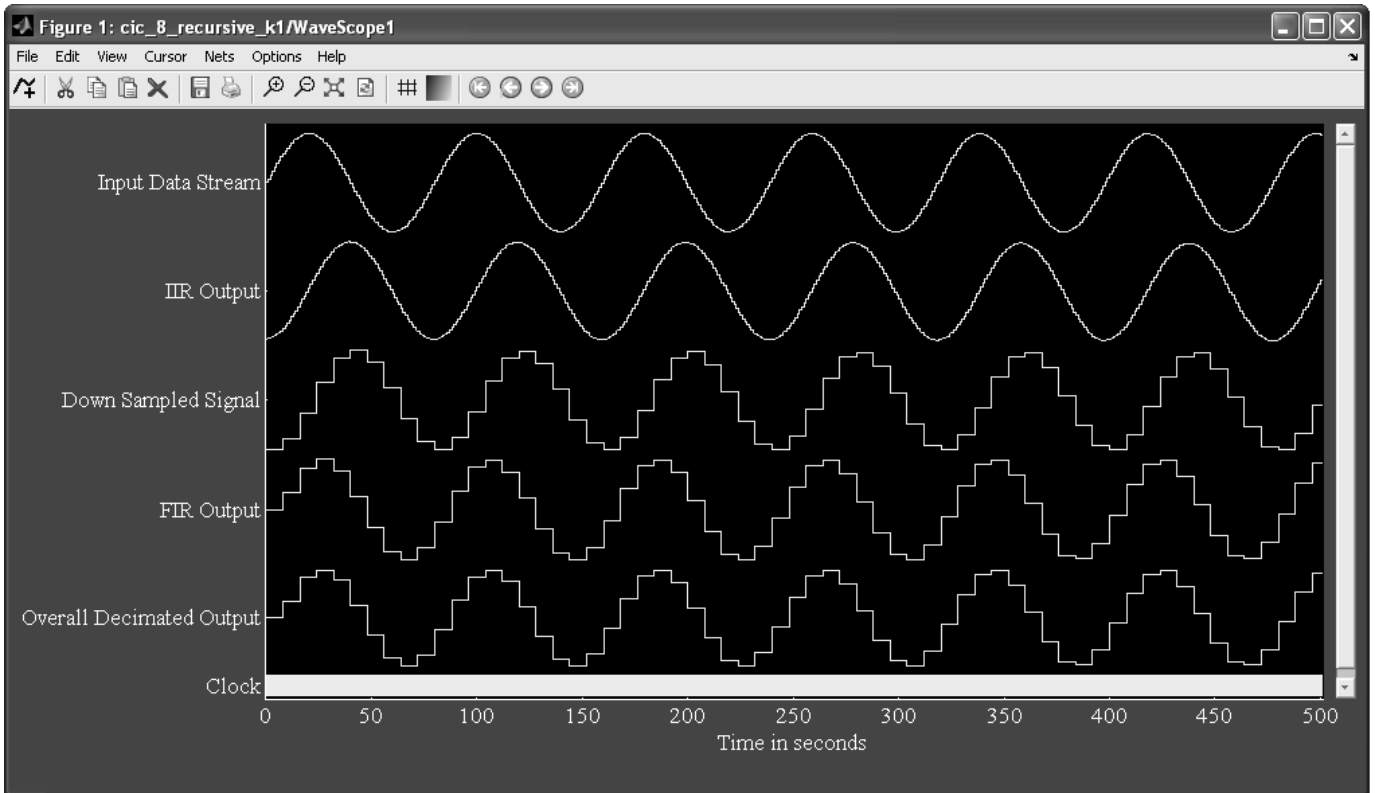 Figure 1: cic_8_recursive_k1/WaveScope1
File Edit View Cursor Nets Options Help
Input Data Stream
IIR Output
Down Sampled Signal
FIR Output
Overall Decimated Output
Clock
0 50 100 150 200 250 300 350 400 450 500
Time in seconds